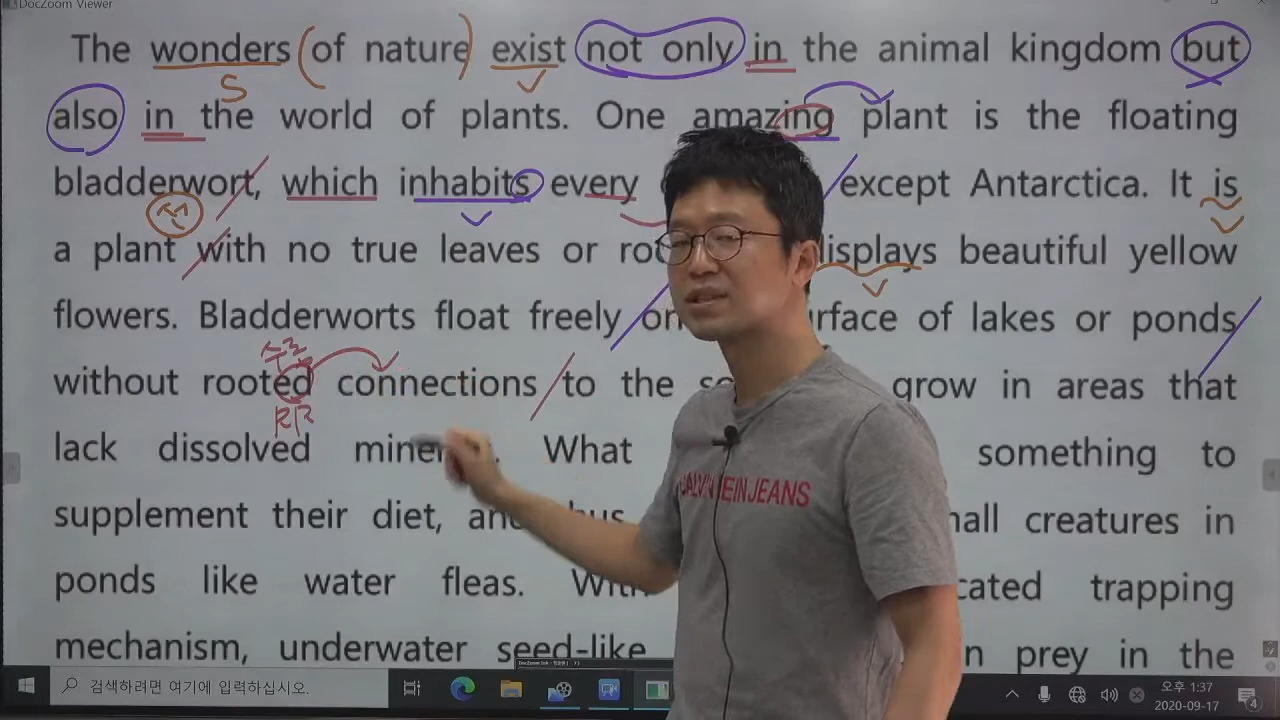 DocZoom Viewer
The wonders (of nature) exist not only in the animal kingdom but
S
also in the world of plants. One amazing plant is the floating
bladderwort, which inhabits every except Antarctica. It is
선
a plant with no true leaves or displays beautiful yellow
flowers. Bladderworts float freely on of lakes or ponds
수동
without rooted connections to the grow in areas that
lack dissolved What something to
supplement their diet, creatures in
CALVIN KLEIN JEANS
ponds like water fleas. With trapping
mechanism, underwater seed-like prey in the
검색하려면 여기에 입력하십시오.
오후 1:37
2020-09-17
4